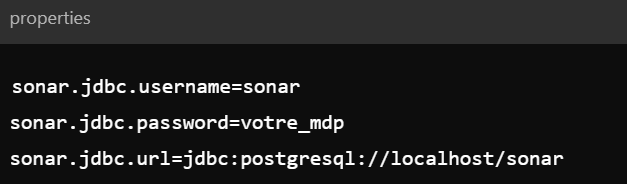 properties
sonar.jdbc.username=sonar
sonar.jdbc.password=votre_mdp
sonar.jdbc.url=jdbc:postgresql://localhost/sonar